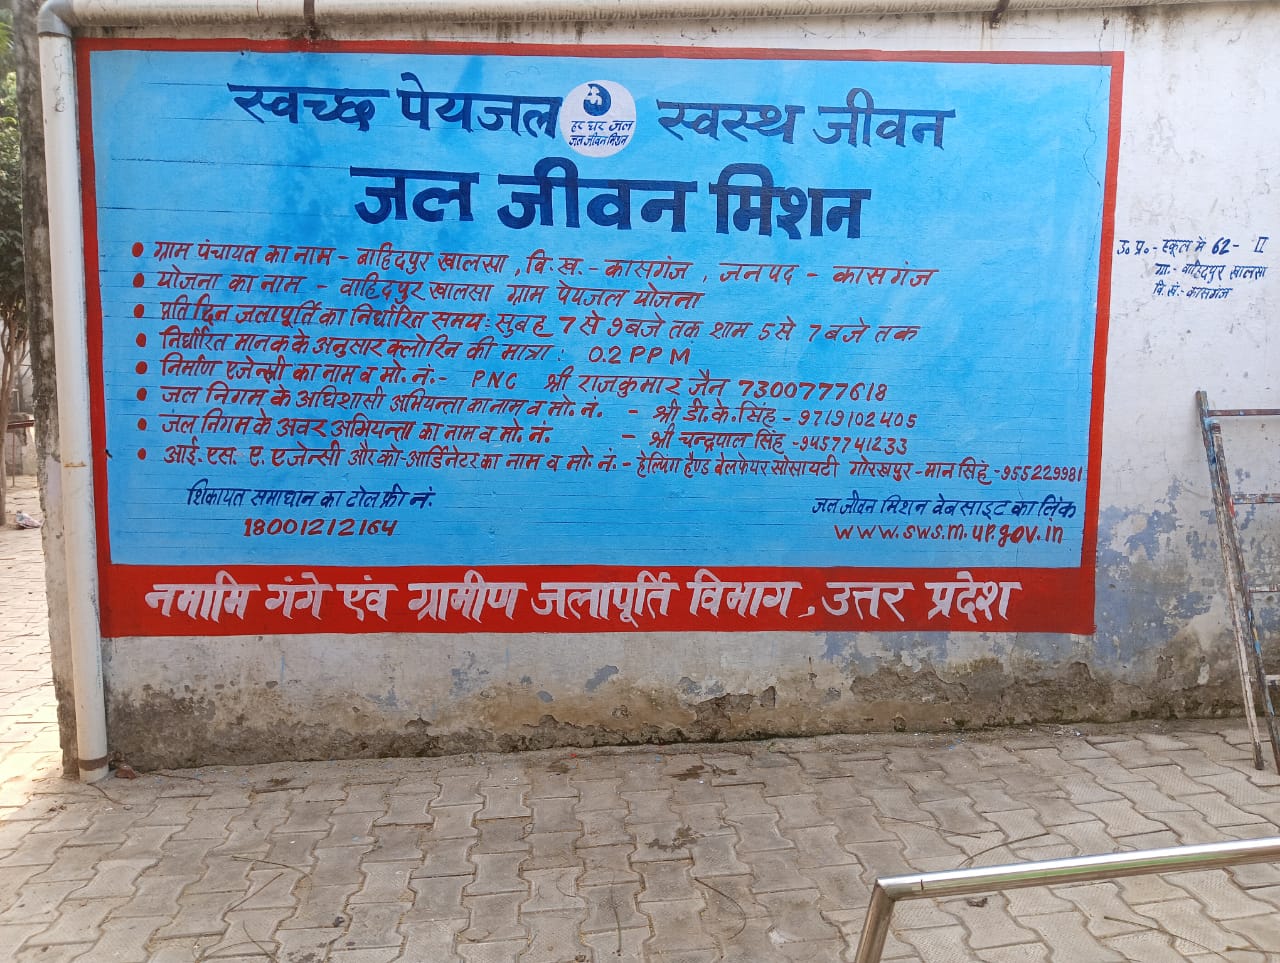 स्वच्छ पेयजल स्वस्थ जीवन
हर घर जल
जल जीवन मिशन
जल जीवन मिशन
• ग्राम पंचायत का नाम - वाहिदपुर खालसा, वि.ख.- कासगंज, जनपद - कासगंज
• योजना का नाम - वाहिदपुर खालसा ग्राम पेयजल योजना
• प्रति दिन जलापूर्ति का निर्धारित समय: सुबह 7 से 9 बजे तक शाम 5 से 7 बजे तक
• निर्धारित मानक के अनुसार क्लोरिन की मात्रा: 0.2 PPM
• निर्माण एजेन्सी का नाम व मो. नं.- PNC श्री राजकुमार जैन 7300777618
• जल निगम के अधिशासी अभियन्ता का नाम व मो. नं. - श्री डी.के.सिंह - 9719102405
• जल निगम के अवर अभियन्ता का नाम व मो. नं. - श्री चन्द्रपाल सिंह -9457741233
• आई. एस. ए. एजेन्सी और को-आर्डिनेटर का नाम व मो. नं.- हेल्पिंग हैण्ड वेलफेयर सोसायटी गोरखपुर - मान सिंह -955229981
शिकायत समाधान का टोल फ्री नं.
18001212164
जल जीवन मिशन वेबसाइट का लिंक
www.swsm.up.gov.in
नमामि गंगे एंव ग्रामीण जलापूर्ति विभाग, उत्तर प्रदेश
उ० प्र०- स्कूल में 62- II
ग्रा:- वाहिदपुर खालसा
वि. खं:- कासगंज